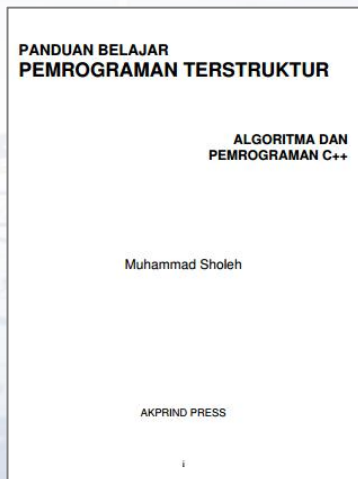 PANDUAN BELAJAR
PEMROGRAMAN TERSTRUKTUR
ALGORITMA DAN
PEMROGRAMAN C++
Muhammad Sholeh
AKPRIND PRESS
i